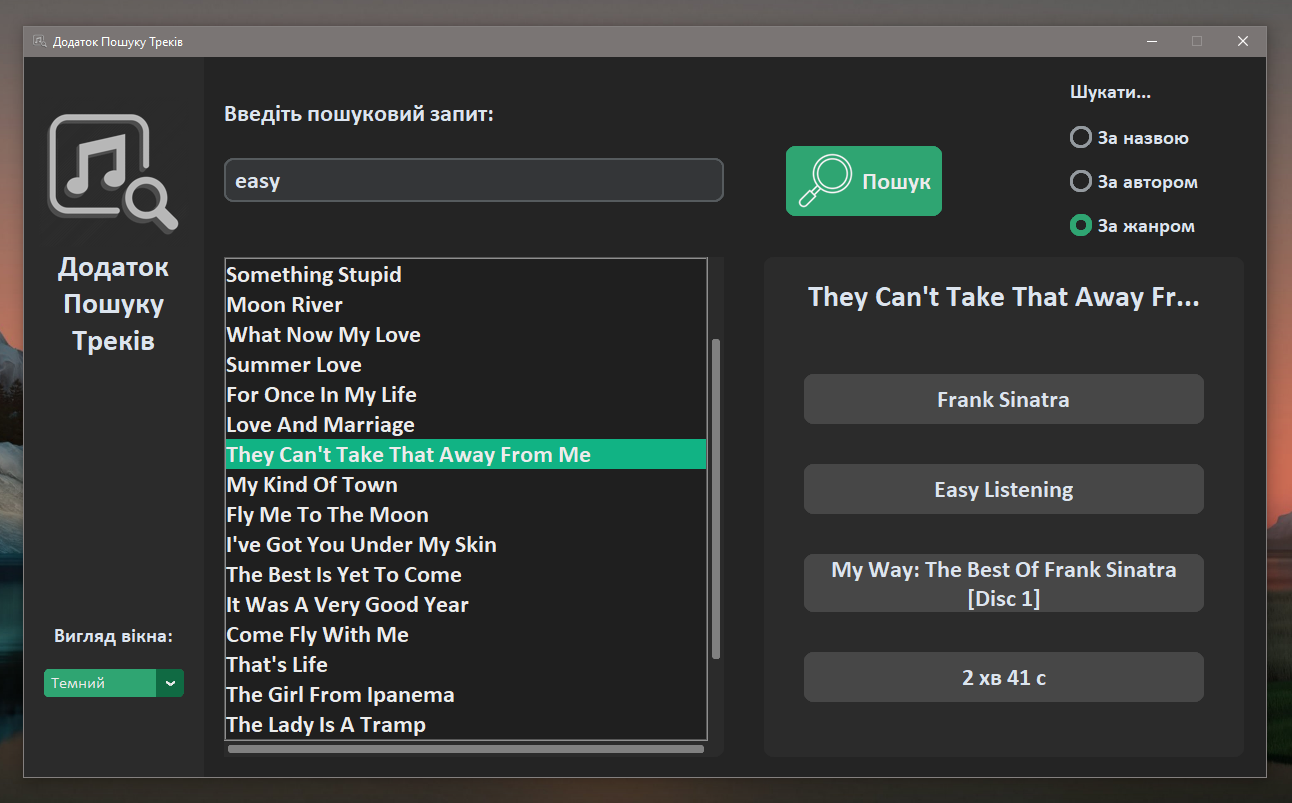 Додаток Пошуку Треків
Додаток
Пошуку
Треків
Вигляд вікна:
Темний
Введіть пошуковий запит:
easy
Пошук
Шукати...
За назвою
За автором
За жанром
Something Stupid
Moon River
What Now My Love
Summer Love
For Once In My Life
Love And Marriage
They Can't Take That Away From Me
My Kind Of Town
Fly Me To The Moon
I've Got You Under My Skin
The Best Is Yet To Come
It Was A Very Good Year
Come Fly With Me
That's Life
The Girl From Ipanema
The Lady Is A Tramp
They Can't Take That Away Fr...
Frank Sinatra
Easy Listening
My Way: The Best Of Frank Sinatra
[Disc 1]
2 хв 41 с